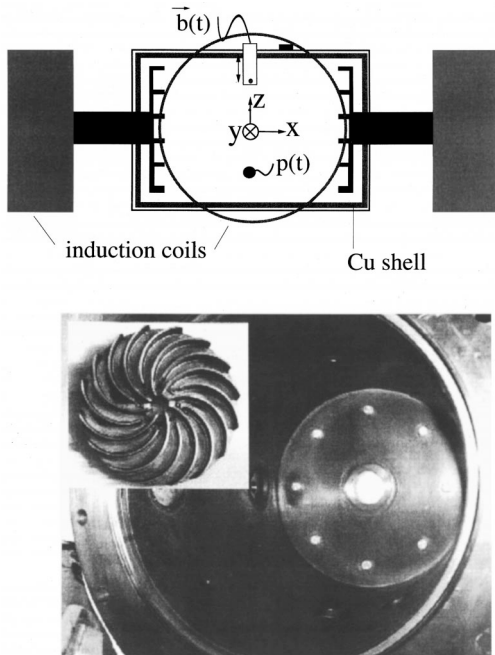 b(t)
z
y
x
p(t)
induction coils
Cu shell